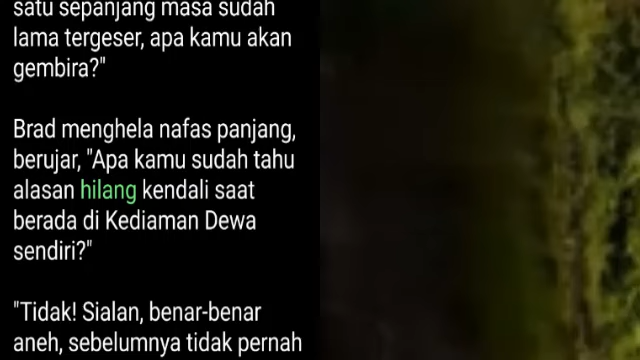 satu sepanjang masa sudah
lama tergeser, apa kamu akan
gembira?"
Brad menghela nafas panjang,
berujar, "Apa kamu sudah tahu
alasan hilang kendali saat
berada di Kediaman Dewa
sendiri?"
"Tidak! Sialan, benar-benar
aneh, sebelumnya tidak pernah